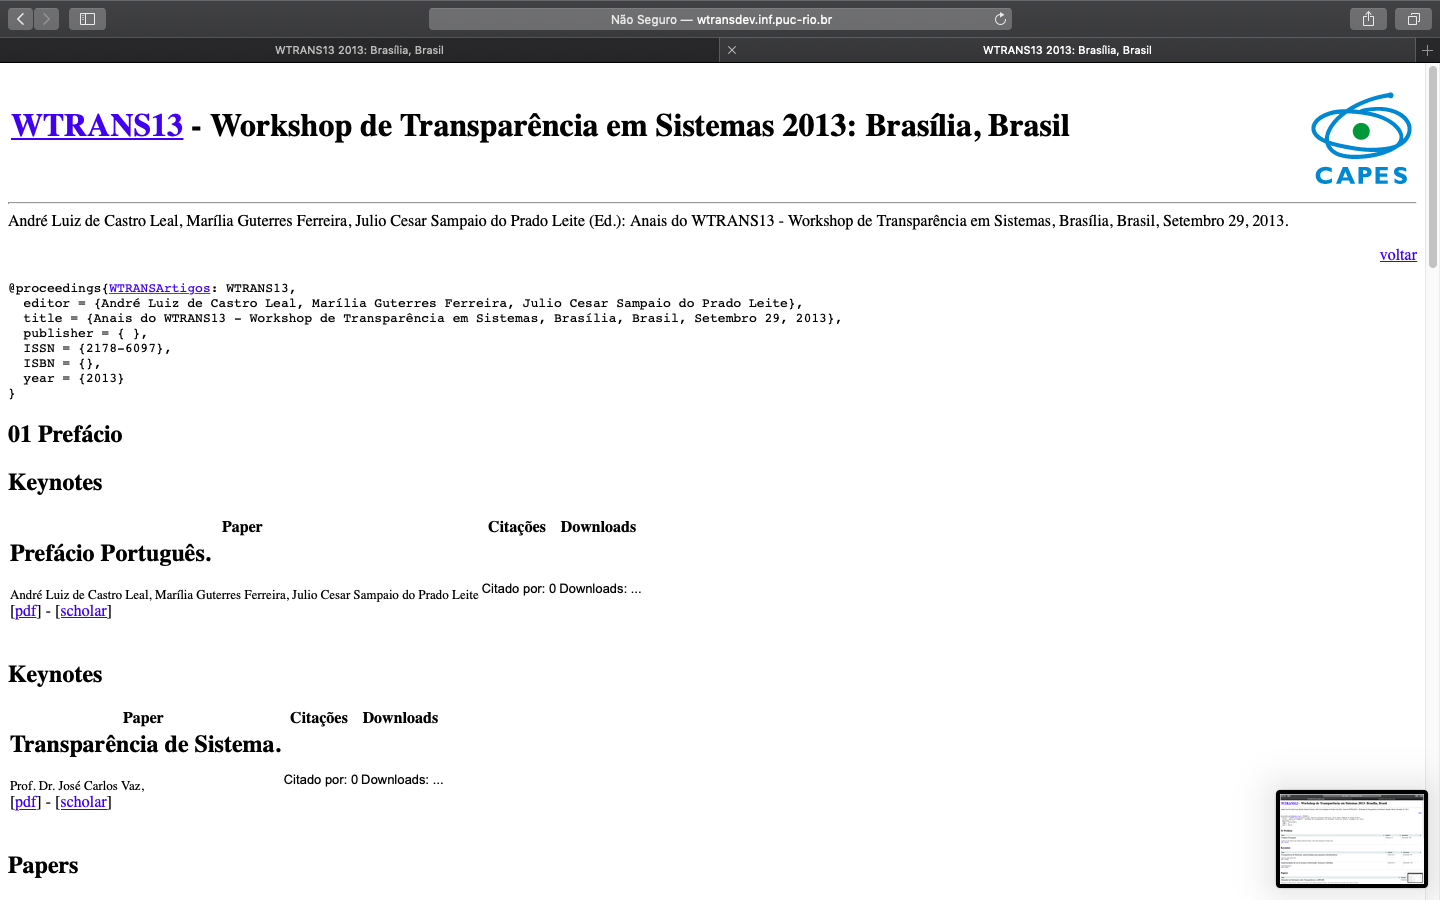 Não Seguro — wtransdev.inf.puc-rio.br
WTRANS13 2013: Brasília, Brasil
WTRANS13 2013: Brasília, Brasil
WTRANS13 - Workshop de Transparência em Sistemas 2013: Brasília, Brasil
CAPES
André Luiz de Castro Leal, Marília Guterres Ferreira, Julio Cesar Sampaio do Prado Leite (Ed.): Anais do WTRANS13 - Workshop de Transparência em Sistemas, Brasília, Brasil, Setembro 29, 2013.
voltar
@proceedings{WTRANSArtigos: WTRANS13,
editor = {André Luiz de Castro Leal, Marília Guterres Ferreira, Julio Cesar Sampaio do Prado Leite},
title = {Anais do WTRANS13 - Workshop de Transparência em Sistemas, Brasília, Brasil, Setembro 29, 2013},
publisher = { },
ISSN = {2178-6097},
ISBN = {},
year = {2013}
}
01 Prefácio
Keynotes
Paper Citações Downloads
Prefácio Português.
André Luiz de Castro Leal, Marília Guterres Ferreira, Julio Cesar Sampaio do Prado Leite Citado por: 0 Downloads: ...
[pdf] - [scholar]
Keynotes
Paper Citações Downloads
Transparência de Sistema.
Prof. Dr. José Carlos Vaz, Citado por: 0 Downloads: ...
[pdf] - [scholar]
Papers